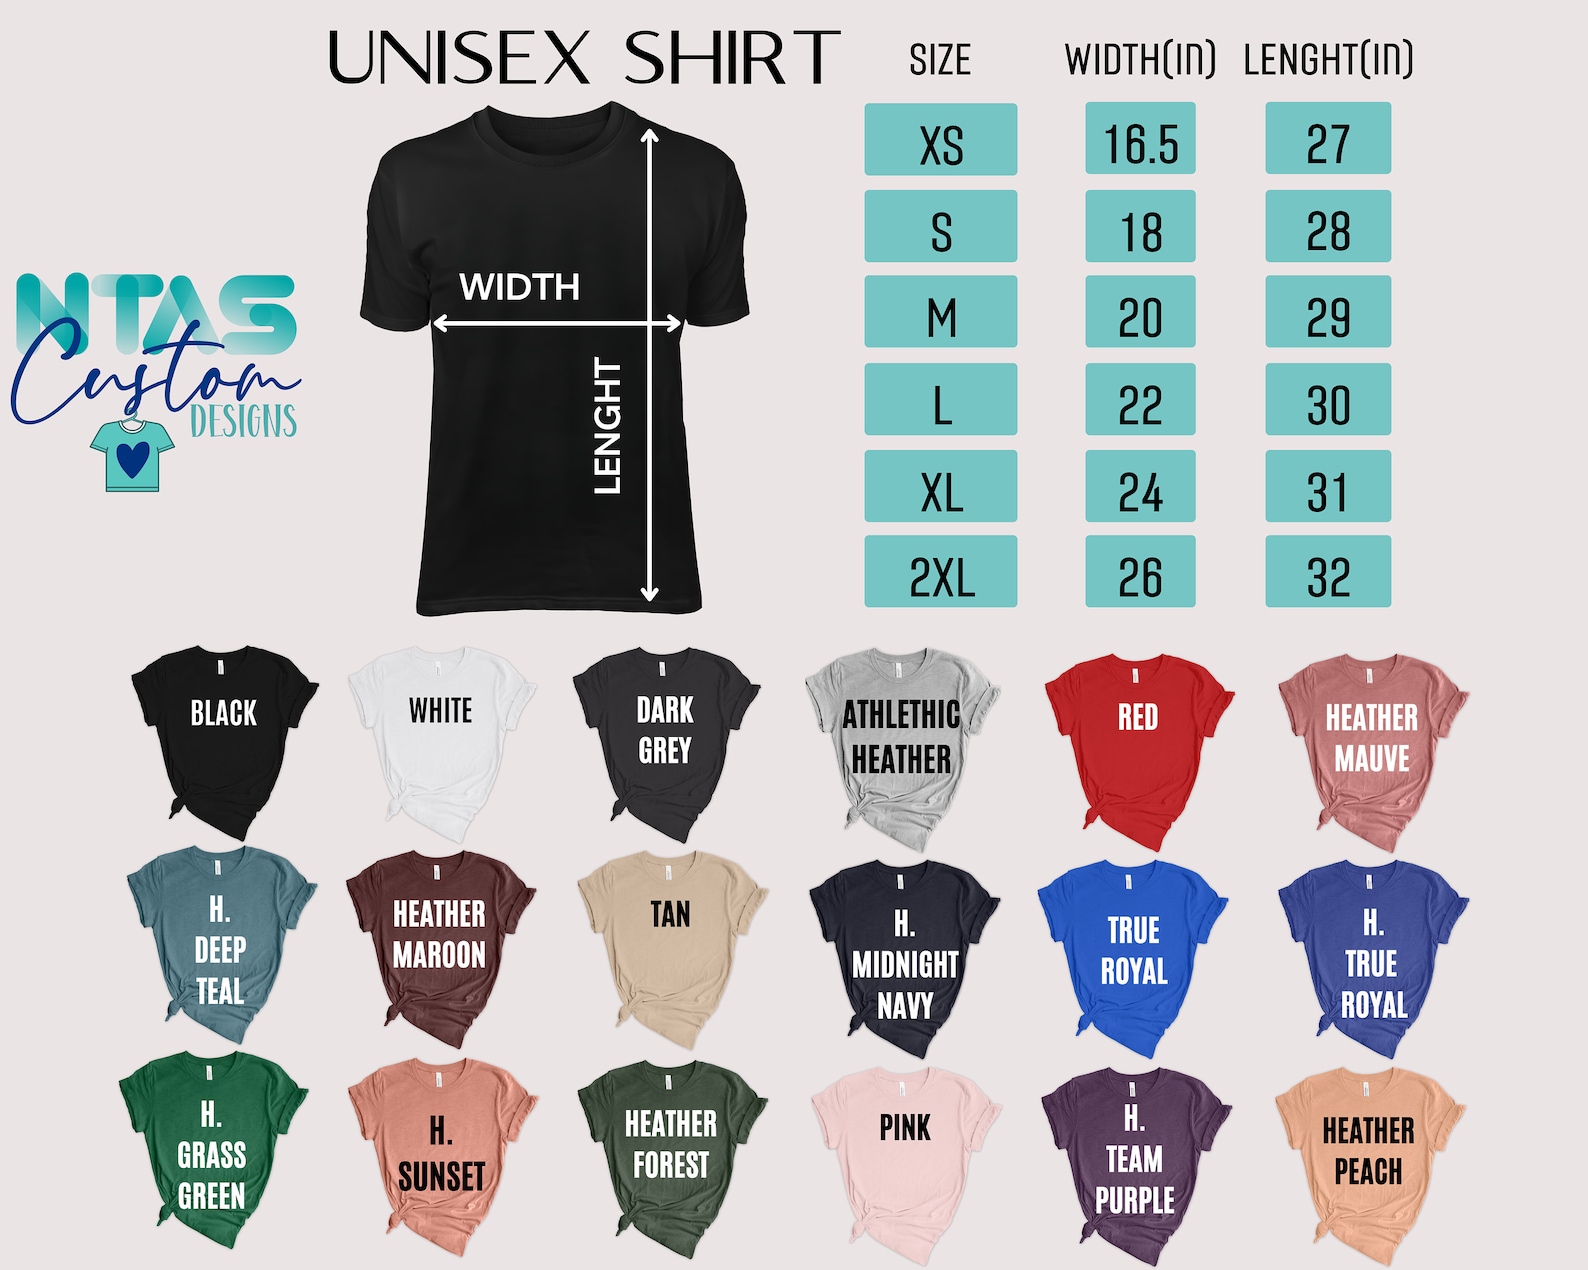 UNISEX SHIRT
SIZE WIDTH(IN) LENGHT(IN)
XS 16.5 27
S 18 28
M 20 29
L 22 30
XL 24 31
2XL 26 32
WIDTH
LENGHT
NTAS
Custom
DESIGNS
BLACK
WHITE
DARK
GREY
ATHLETHIC
HEATHER
RED
HEATHER
MAUVE
H.
DEEP
TEAL
HEATHER
MAROON
TAN
H.
MIDNIGHT
NAVY
TRUE
ROYAL
H.
TRUE
ROYAL
H.
GRASS
GREEN
H.
SUNSET
HEATHER
FOREST
PINK
H.
TEAM
PURPLE
HEATHER
PEACH